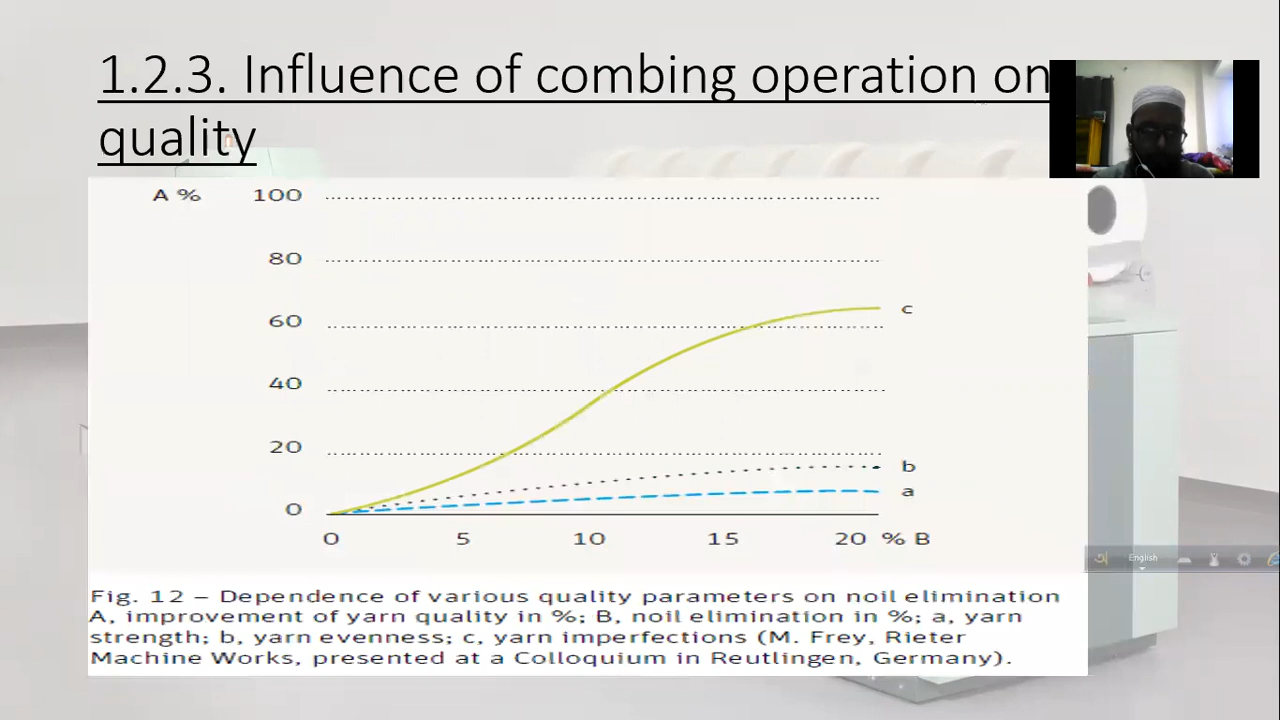 1.2.3. Influence of combing operation on
quality
A % 100
80
60
40
20
0
c
b
a
0 5 10 15 20 % B
English
Fig. 12 – Dependence of various quality parameters on noil elimination
A, improvement of yarn quality in %; B, noil elimination in %; a, yarn
strength; b, yarn evenness; c, yarn imperfections (M. Frey, Rieter
Machine Works, presented at a Colloquium in Reutlingen, Germany).